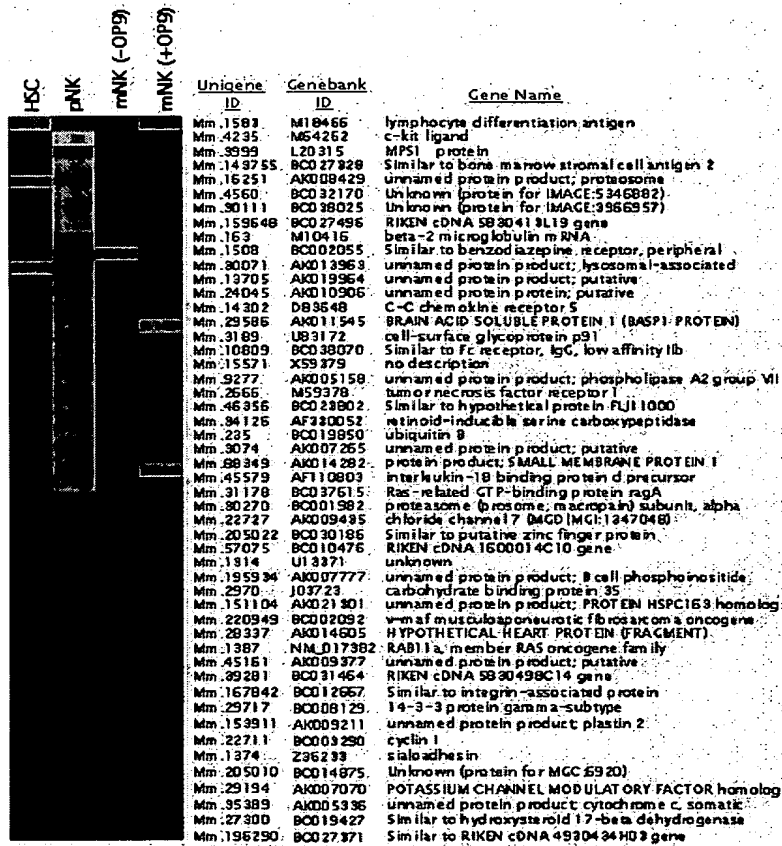 HSC pNK mNK (-OP9) mNK (+OP9)
Unigene ID Genebank ID Gene Name
Mm.1583 M18466 lymphocyte differentiation antigen
Mm.4235 M64262 c-kit ligand
Mm.3999 L20315 MPS1 protein
Mm.143755 BC027328 Similar to bone marrow stromal cell antigen 2
Mm.16251 AK008429 unnamed protein product; proteosome
Mm.4560 BC032170 Unknown (protein for IMAGE:5346882)
Mm.30111 BC038025 Unknown (protein for IMAGE:3966957)
Mm.159648 BC027496 RIKEN cDNA 5830413L19 gene
Mm.163 M10416 beta-2 microglobulin mRNA
Mm.1508 BC002055 Similar to benzodiazepine receptor, peripheral
Mm.30071 AK013963 unnamed protein product; lysosomal-associated
Mm.13705 AK019964 unnamed protein product; putative
Mm.24045 AK010906 unnamed protein; putative
Mm.14302 D83648 C-C chemokine receptor 5
Mm.29586 AK011545 BRAIN ACID SOLUBLE PROTEIN 1 (BASP1 PROTEIN)
Mm.3189 U83172 cell-surface glycoprotein p91
Mm.10809 BC038070 Similar to Fc receptor, IgG, low affinity IIb
Mm.15571 X59379 no description
Mm.9277 AK005158 unnamed protein product; phospholipase A2 group VII
Mm.2666 M59378 tumor necrosis factor receptor 1
Mm.46356 BC023802 Similar to hypothetical protein FLJ11000
Mm.34126 AF330052 retinoid-inducible serine carboxypeptidase
Mm.235 BC019850 ubiquitin B
Mm.3074 AK007265 unnamed protein product; putative
Mm.88349 AK014282 protein product; SMALL MEMBRANE PROTEIN 1
Mm.45579 AF110803 interleukin-18 binding protein d precursor
Mm.31178 BC037615 Ras-related GTP-binding protein ragA
Mm.30270 BC001982 proteasome (prosome, macropain) subunit, alpha
Mm.22727 AK009435 chloride channel 7 (MGD|MGI:1347048)
Mm.205022 BC030186 Similar to putative zinc finger protein
Mm.57075 BC010476 RIKEN cDNA 1600014C10 gene
Mm.1314 U13371 unknown
Mm.195934 AK007777 unnamed protein product; B cell phosphoinositide
Mm.2970 J03723 carbohydrate binding protein 35
Mm.151104 AK021301 unnamed protein product; PROTEIN HSPC163 homolog
Mm.220949 BC002092 v-maf musculoaponeurotic fibrosarcoma oncogene
Mm.28337 AK014605 HYPOTHETICAL HEART PROTEIN (FRAGMENT)
Mm.1387 NM_017382 RAB11a, member RAS oncogene family
Mm.45161 AK009377 unnamed protein product; putative
Mm.39281 BC031464 RIKEN cDNA 5830498C14 gene
Mm.167842 BC012667 Similar to integrin-associated protein
Mm.29717 BC008129 14-3-3 protein gamma-subtype
Mm.153911 AK009211 unnamed protein product; plastin 2
Mm.22711 BC003290 cyclin I
Mm.1374 Z36233 sialoadhesin
Mm.205010 BC014875 Unknown (protein for MGC:6920)
Mm.29194 AK007070 POTASSIUM CHANNEL MODULATORY FACTOR homolog
Mm.35389 AK005336 unnamed protein product; cytochrome c, somatic
Mm.27300 BC019427 Similar to hydroxysteroid 17-beta dehydrogenase
Mm.196290 BC027371 Similar to RIKEN cDNA 4930434H03 gene